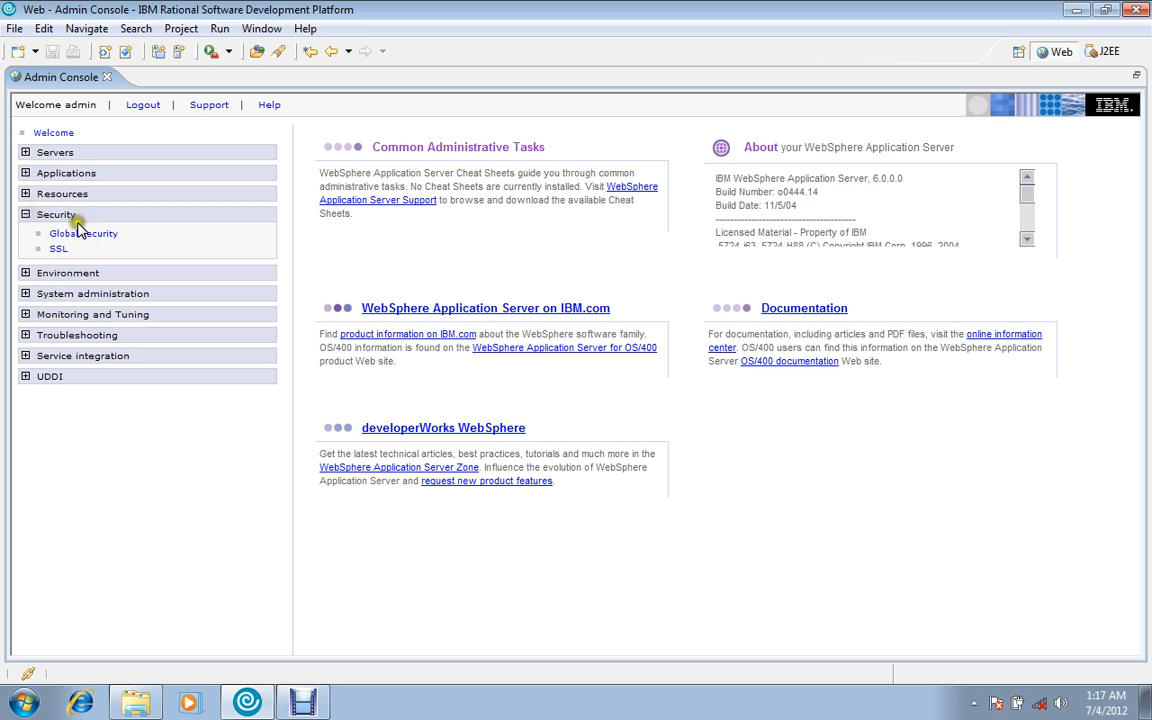 Web - Admin Console - IBM Rational Software Development Platform
File Edit Navigate Search Project Run Window Help
Web J2EE
Admin Console
Welcome admin | Logout | Support | Help
IBM.
Welcome
Servers
Applications
Resources
Security
Global security
SSL
Environment
System administration
Monitoring and Tuning
Troubleshooting
Service integration
UDDI
Common Administrative Tasks
WebSphere Application Server Cheat Sheets guide you through common
administrative tasks. No Cheat Sheets are currently installed. Visit WebSphere
Application Server Support to browse and download the available Cheat
Sheets.
About your WebSphere Application Server
IBM WebSphere Application Server, 6.0.0.0
Build Number: o0444.14
Build Date: 11/5/04
--------------------------------------------------
Licensed Material - Property of IBM
5724-i63, 5724-H88 (C) Copyright IBM Corp. 1996, 2004
WebSphere Application Server on IBM.com
Find product information on IBM.com about the WebSphere software family.
OS/400 information is found on the WebSphere Application Server for OS/400
product Web site.
Documentation
For documentation, including articles and PDF files, visit the online information
center. OS/400 users can find this information on the WebSphere Application
Server OS/400 documentation Web site.
developerWorks WebSphere
Get the latest technical articles, best practices, tutorials and much more in the
WebSphere Application Server Zone. Influence the evolution of WebSphere
Application Server and request new product features.
1:17 AM
7/4/2012